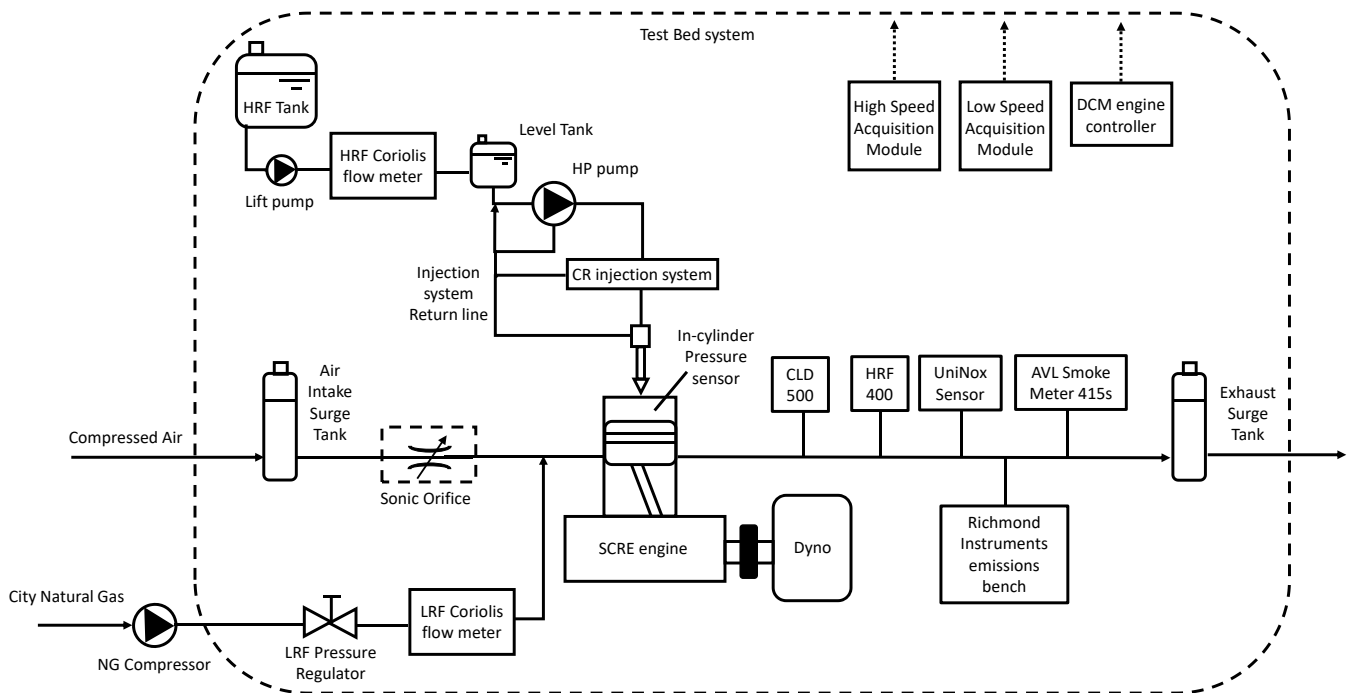 Test Bed system
HRF Tank
Lift pump
HRF Coriolis
flow meter
Level Tank
HP pump
High Speed
Acquisition
Module
Low Speed
Acquisition
Module
DCM engine
controller
CR injection system
Injection
system
Return line
In-cylinder
Pressure
sensor
Air
Intake
Surge
Tank
Compressed Air
Sonic Orifice
CLD
500
HRF
400
UniNox
Sensor
AVL Smoke
Meter 415s
Exhaust
Surge
Tank
SCRE engine
Dyno
Richmond
Instruments
emissions
bench
City Natural Gas
NG Compressor
LRF Pressure
Regulator
LRF Coriolis
flow meter